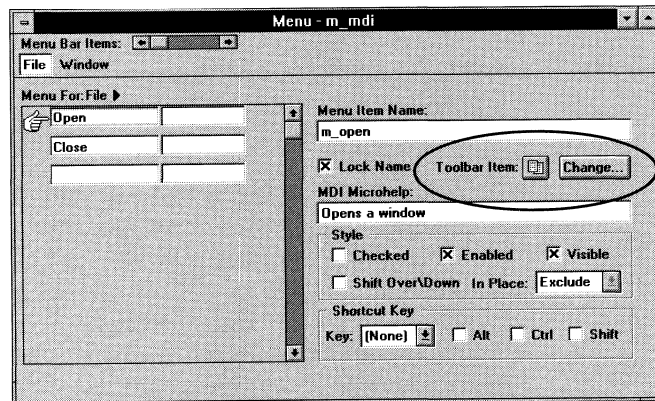 Menu - m_mdi
Menu Bar Items:
File Window
Menu For:File
Open
Close
Menu Item Name:
m_open
Lock Name Toolbar Item: Change...
MDI Microhelp:
Opens a window
Style
Checked Enabled Visible
Shift Over\Down In Place: Exclude
Shortcut Key
Key: (None) Alt Ctrl Shift